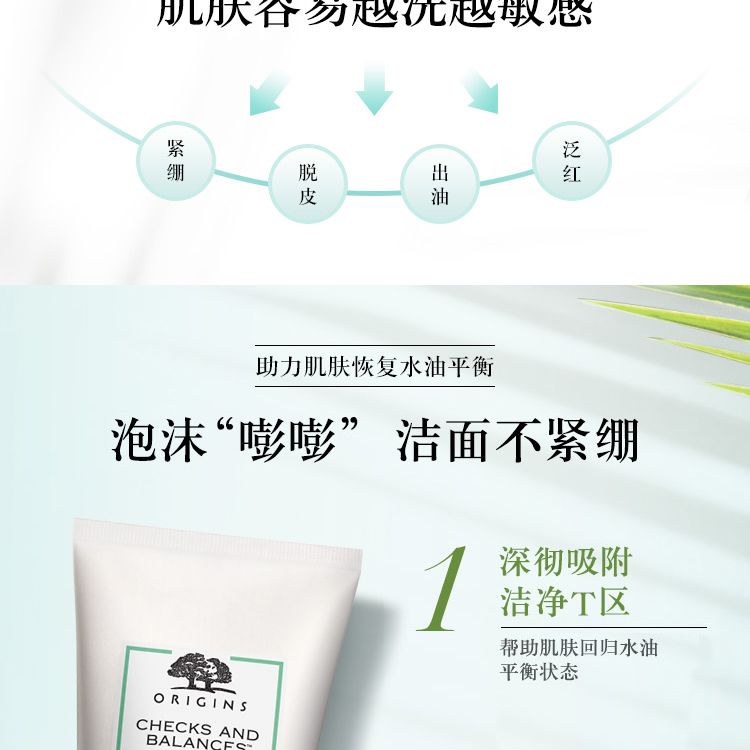 肌肤容易越洗越敏感
紧绷
脱皮
出油
泛红
助力肌肤恢复水油平衡
泡沫“嘭嘭” 洁面不紧绷
1
深彻吸附
洁净T区
帮助肌肤回归水油
平衡状态
ORIGINS
CHECKS AND
BALANCES™